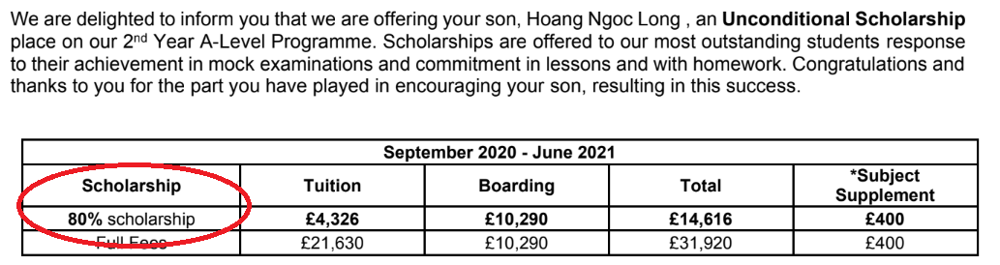 We are delighted to inform you that we are offering your son, Hoang Ngoc Long , an Unconditional Scholarship
place on our 2nd Year A-Level Programme. Scholarships are offered to our most outstanding students response
to their achievement in mock examinations and commitment in lessons and with homework. Congratulations and
thanks to you for the part you have played in encouraging your son, resulting in this success.
September 2020 - June 2021
Scholarship Tuition Boarding Total *Subject Supplement
80% scholarship £4,326 £10,290 £14,616 £400
Full Fees £21,630 £10,290 £31,920 £400